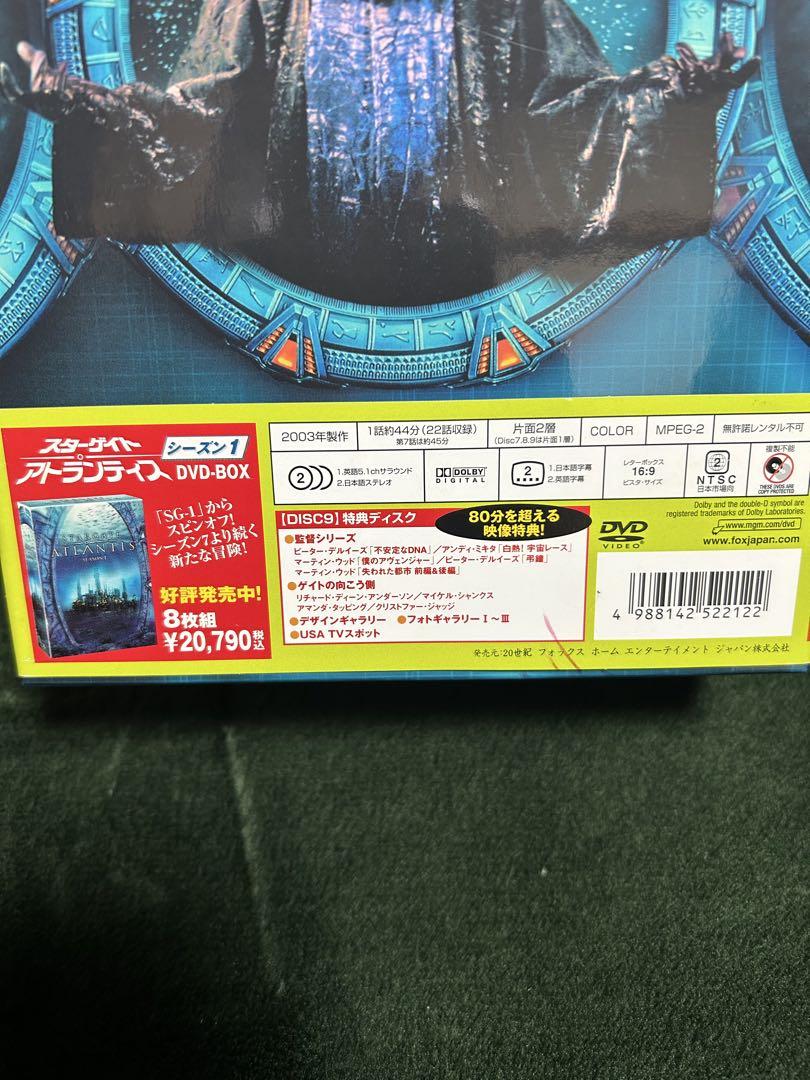 スターゲイト
アトランティス
シーズン1
DVD-BOX
「SG-1」から
スピンオフ!
シーズン7より続く
新たな冒険!
ATLANTIS
好評発売中!
8枚組
¥20,790税込
2003年製作
1話約44分(22話収録)
第7話は約45分
片面2層
(Disc7.8.9は片面1層)
COLOR
MPEG-2
無許諾レンタル不可
2
1.英語5.1chサラウンド
2.日本語ステレオ
DOLBY
DIGITAL
2
1.日本語字幕
2.英語字幕
レターボックス
16:9
ビスタ・サイズ
2
NTSC
日本市場向
複製不能
THESE DVDS ARE
COPY PROTECTED
【DISC9】特典ディスク
80分を超える
映像特典!
●監督シリーズ
ピーター・デルイーズ「不安定なDNA」/アンディ・ミキタ「白熱!宇宙レース」
マーティン・ウッド「僕のアヴェンジャー」/ピーター・デルイーズ「弔鐘」
マーティン・ウッド「失われた都市 前編&後編」
●ゲイトの向こう側
リチャード・ディーン・アンダーソン/マイケル・シャンクス
アマンダ・タッピング/クリストファー・ジャッジ
●デザインギャラリー ●フォトギャラリーⅠ〜Ⅲ
●USA TVスポット
Dolby and the double-D symbol are
registered trademarks of Dolby Laboratories.
DVD
VIDEO
www.mgm.com/dvd
www.foxjapan.com
4 988142 522122
発売元:20世紀 フォックス ホーム エンターテイメント ジャパン株式会社